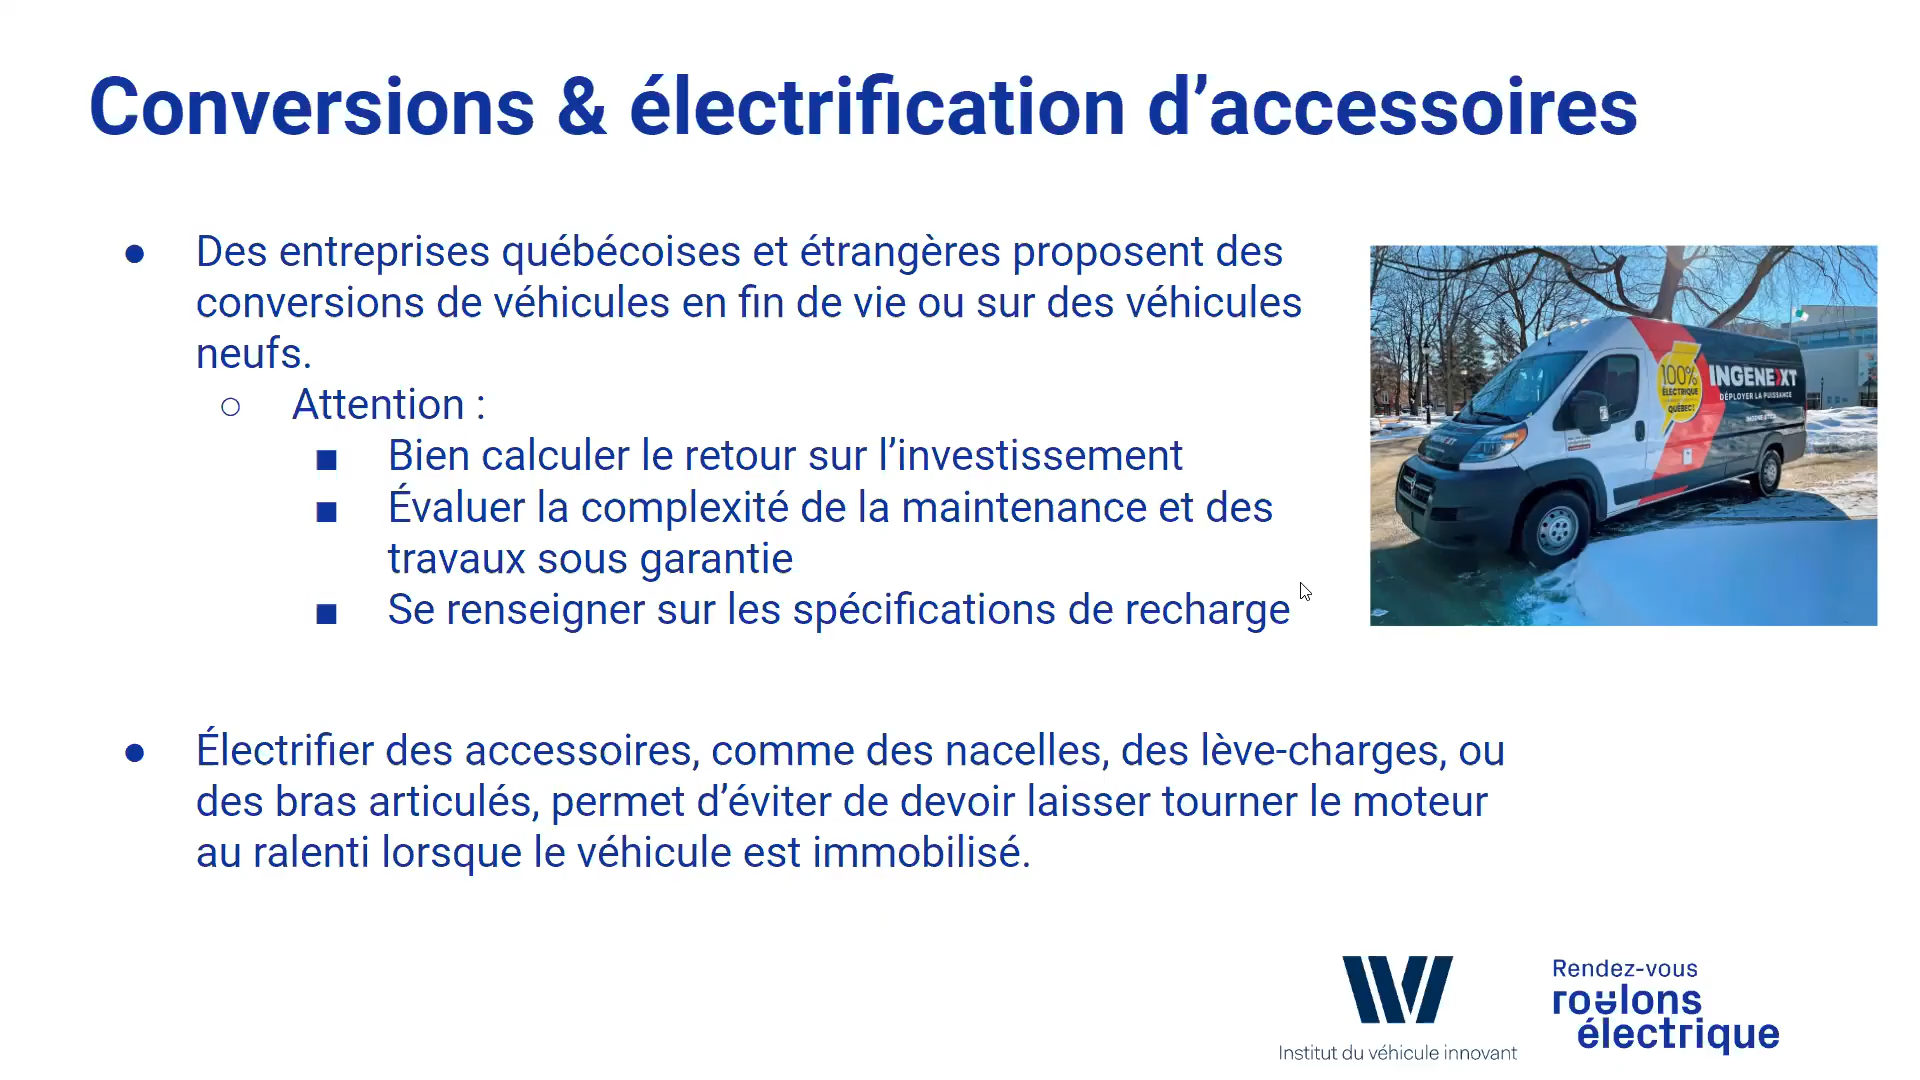 Conversions & électrification d’accessoires
● Des entreprises québécoises et étrangères proposent des
conversions de véhicules en fin de vie ou sur des véhicules
neufs.
○ Attention :
■ Bien calculer le retour sur l’investissement
■ Évaluer la complexité de la maintenance et des
travaux sous garantie
■ Se renseigner sur les spécifications de recharge
100%
ÉLECTRIQUE
QUÉBEC
INGENEXT
DÉPLOYER LA PUISSANCE
● Électrifier des accessoires, comme des nacelles, des lève-charges, ou
des bras articulés, permet d’éviter de devoir laisser tourner le moteur
au ralenti lorsque le véhicule est immobilisé.
IVI
Institut du véhicule innovant
Rendez-vous
roulons
électrique